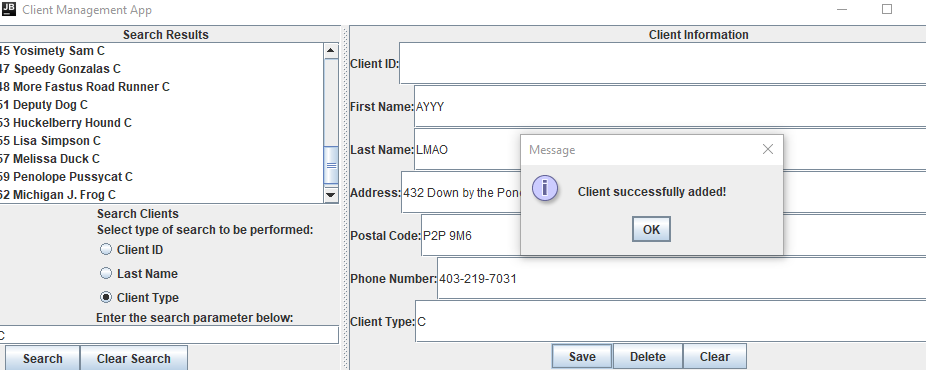 JB Client Management App
Search Results
45 Yosimety Sam C
47 Speedy Gonzalas C
48 More Fastus Road Runner C
51 Deputy Dog C
53 Huckelberry Hound C
55 Lisa Simpson C
57 Melissa Duck C
59 Penolope Pussycat C
62 Michigan J. Frog C
Search Clients
Select type of search to be performed:
Client ID
Last Name
Client Type
Enter the search parameter below:
C
Search Clear Search
Client Information
Client ID:
First Name: AYYY
Last Name: LMAO
Address: 432 Down by the Pon
Postal Code: P2P 9M6
Phone Number: 403-219-7031
Client Type: C
Save Delete Clear
Message
Client successfully added!
OK